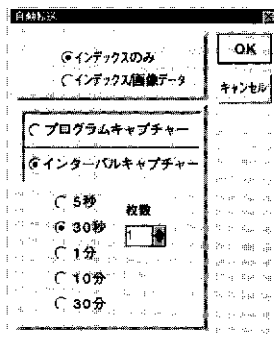 自動転送
インデックスのみ
インデックス/画像データ
OK
キャンセル
プログラムキャプチャー
インターバルキャプチャー
5秒
30秒
1分
10分
30分
枚数
1